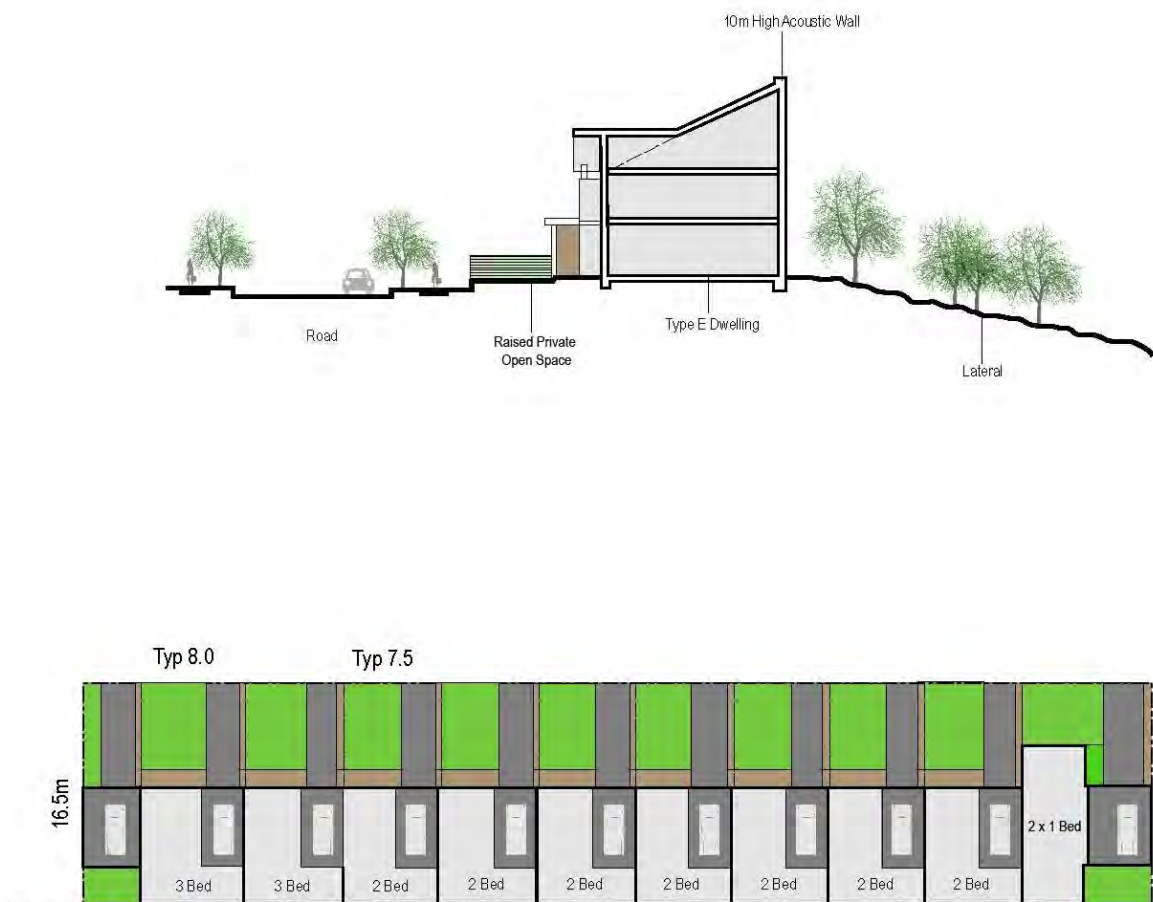 10m High Acoustic Wall
Road
Raised Private
Open Space
Type E Dwelling
Lateral
Typ 8.0
Typ 7.5
16.5m
3 Bed
3 Bed
2 Bed
2 Bed
2 Bed
2 Bed
2 Bed
2 Bed
2 Bed
2 x 1 Bed